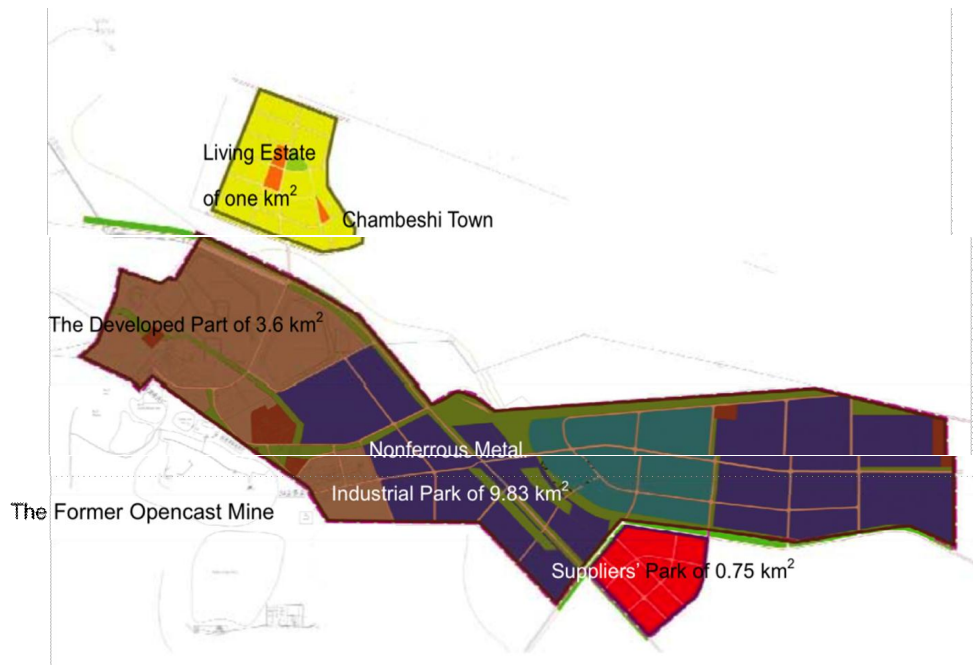 Living Estate
of one km²
Chambeshi Town
The Developed Part of 3.6 km²
Nonferrous Metal
Industrial Park of 9.83 km²
The Former Opencast Mine
Suppliers' Park of 0.75 km²